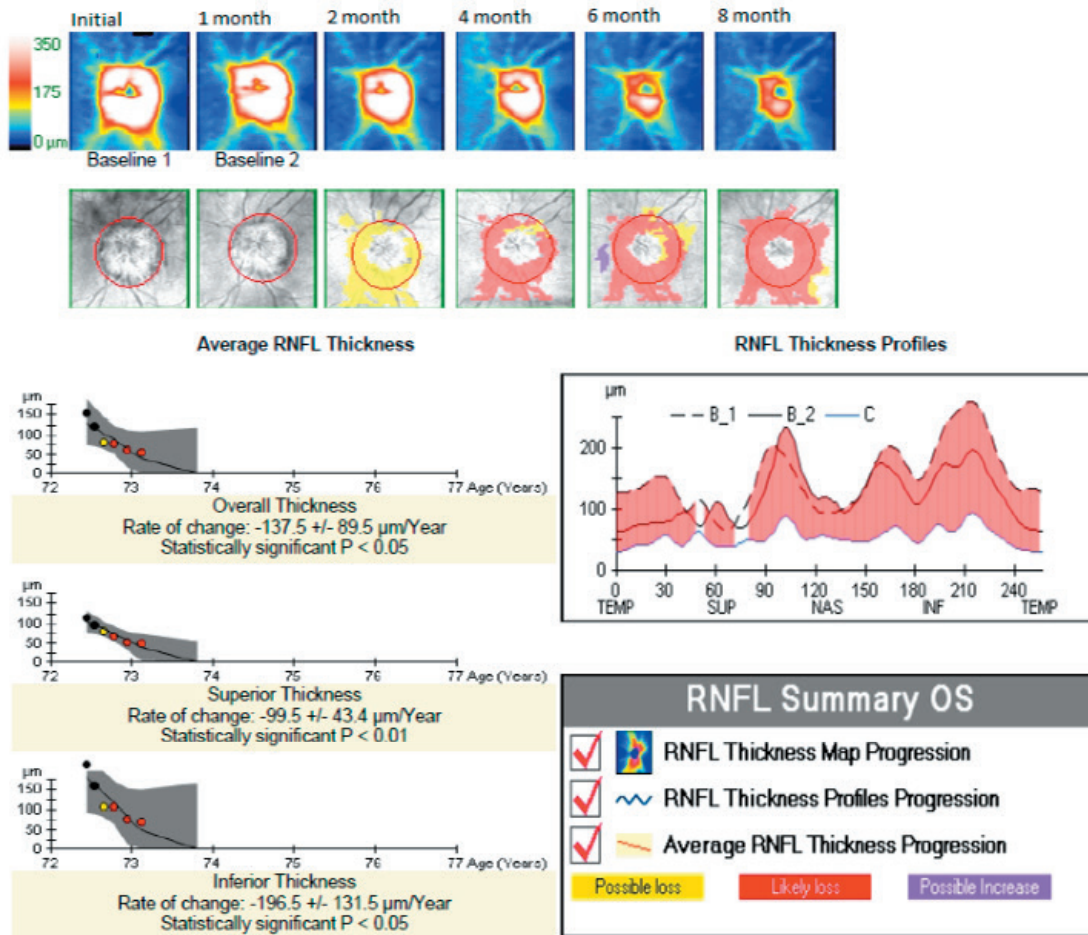 Initial 1 month 2 month 4 month 6 month 8 month
350
175
0 µm
Baseline 1 Baseline 2
Average RNFL Thickness
µm
150
100
50
0
72 73 74 75 76 77 Age (Years)
Overall Thickness
Rate of change: -137.5 +/- 89.5 µm/Year
Statistically significant P < 0.05
µm
150
100
50
0
72 73 74 75 76 77 Age (Years)
Superior Thickness
Rate of change: -99.5 +/- 43.4 µm/Year
Statistically significant P < 0.01
µm
150
100
50
0
72 73 74 75 76 77 Age (Years)
Inferior Thickness
Rate of change: -196.5 +/- 131.5 µm/Year
Statistically significant P < 0.05
RNFL Thickness Profiles
µm
B_1 B_2 C
200
100
0
0 30 60 90 120 150 180 210 240
TEMP SUP NAS INF TEMP
RNFL Summary OS
RNFL Thickness Map Progression
RNFL Thickness Profiles Progression
Average RNFL Thickness Progression
Possible loss Likely loss Possible Increase